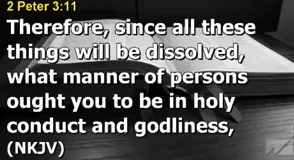 2 Peter 3:11
Therefore, since all these
things will be dissolved,
what manner of persons
ought you to be in holy
conduct and godliness,
(NKJV)